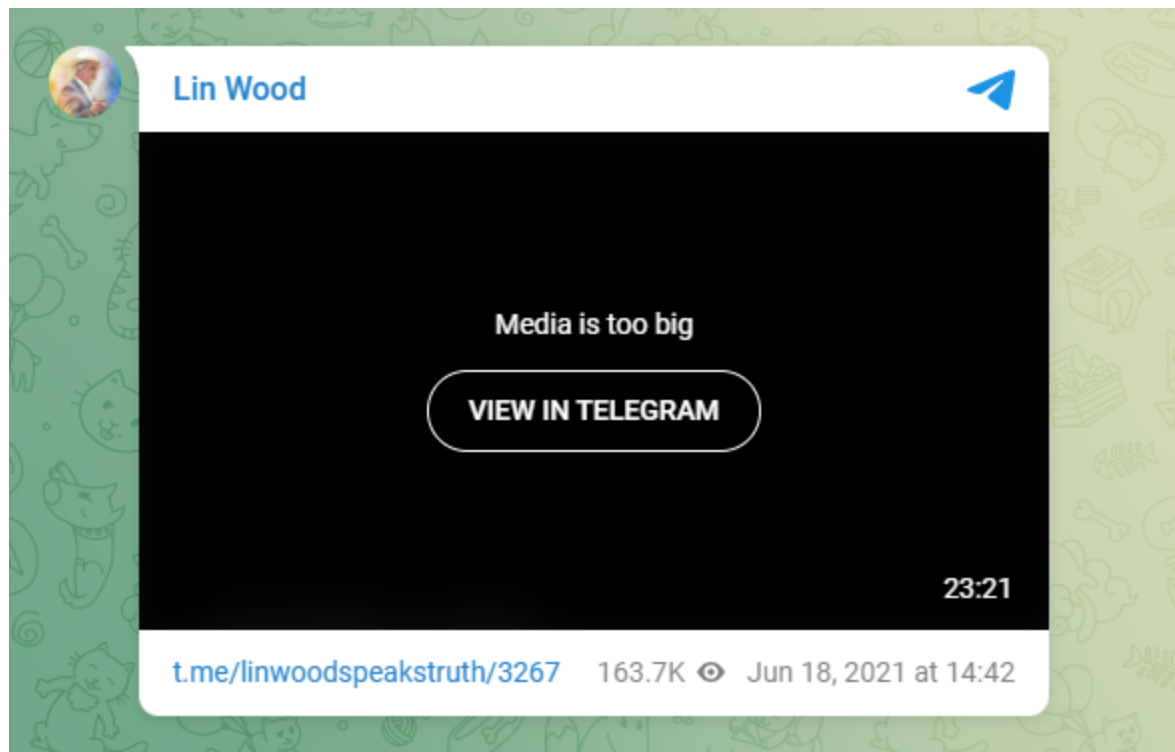 Lin Wood
Media is too big
VIEW IN TELEGRAM
23:21
t.me/linwoodspeakstruth/3267 163.7K Jun 18, 2021 at 14:42